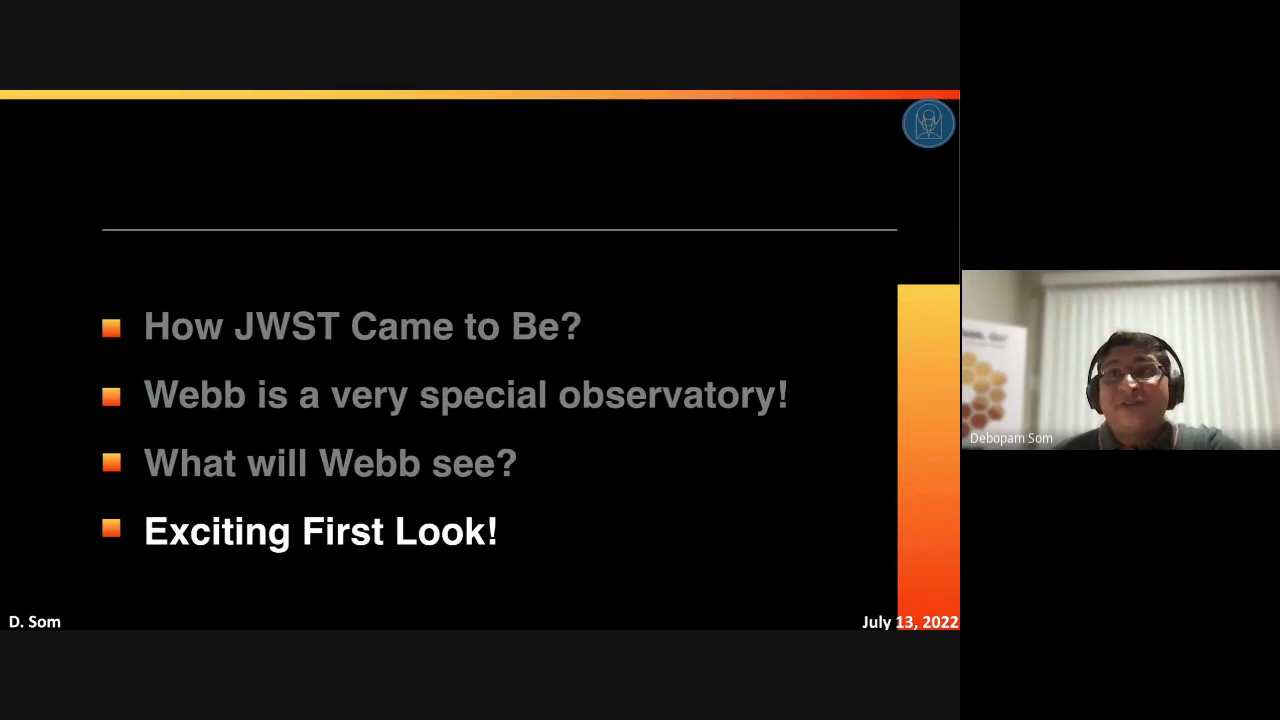 How JWST Came to Be?
Webb is a very special observatory!
What will Webb see?
Exciting First Look!
D. Som
July 13, 2022
Debopam Som